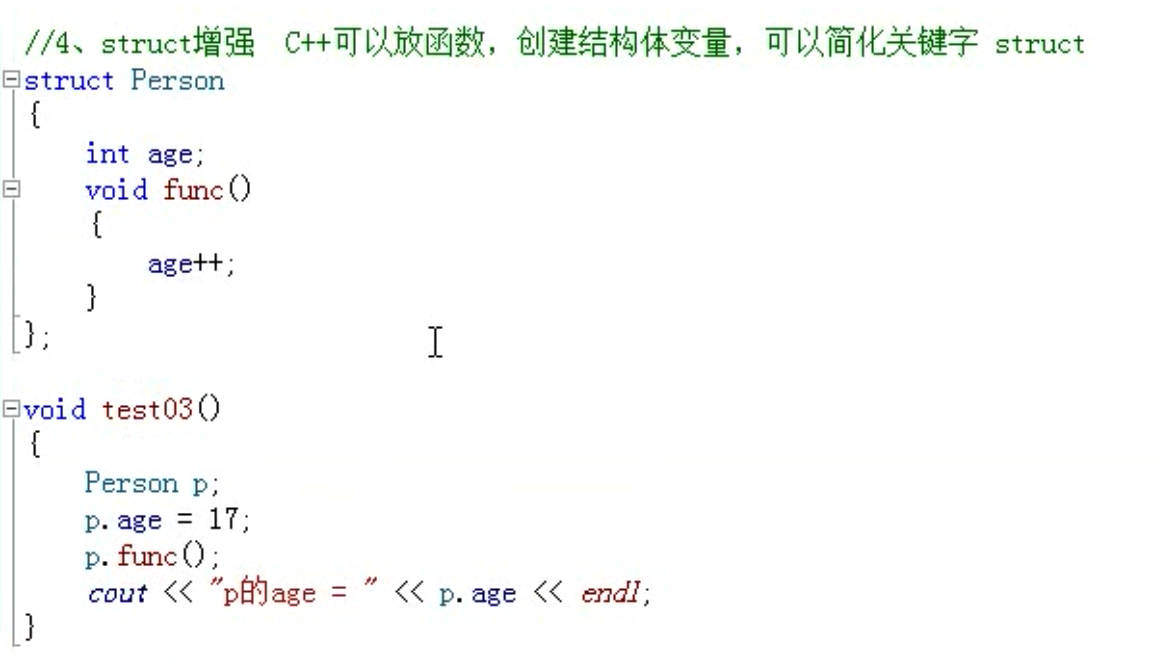 //4、struct增强  C++可以放函数，创建结构体变量，可以简化关键字 struct
struct Person
{
    int age;
    void func()
    {
        age++;
    }
};
void test03()
{
    Person p;
    p.age = 17;
    p.func();
    cout << "p的age = " << p.age << endl;
}